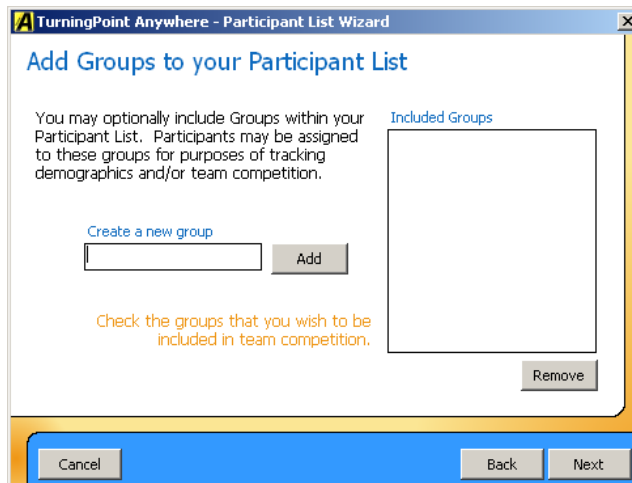 TurningPoint Anywhere - Participant List Wizard
Add Groups to your Participant List
You may optionally include Groups within your
Participant List. Participants may be assigned
to these groups for purposes of tracking
demographics and/or team competition.
Included Groups
Create a new group
Add
Check the groups that you wish to be
included in team competition.
Remove
Cancel
Back
Next